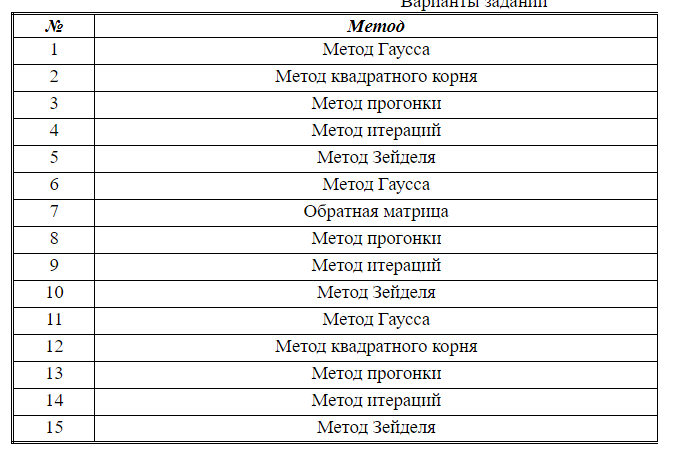 Варианты заданий
№ Метод
1 Метод Гаусса
2 Метод квадратного корня
3 Метод прогонки
4 Метод итераций
5 Метод Зейделя
6 Метод Гаусса
7 Обратная матрица
8 Метод прогонки
9 Метод итераций
10 Метод Зейделя
11 Метод Гаусса
12 Метод квадратного корня
13 Метод прогонки
14 Метод итераций
15 Метод Зейделя